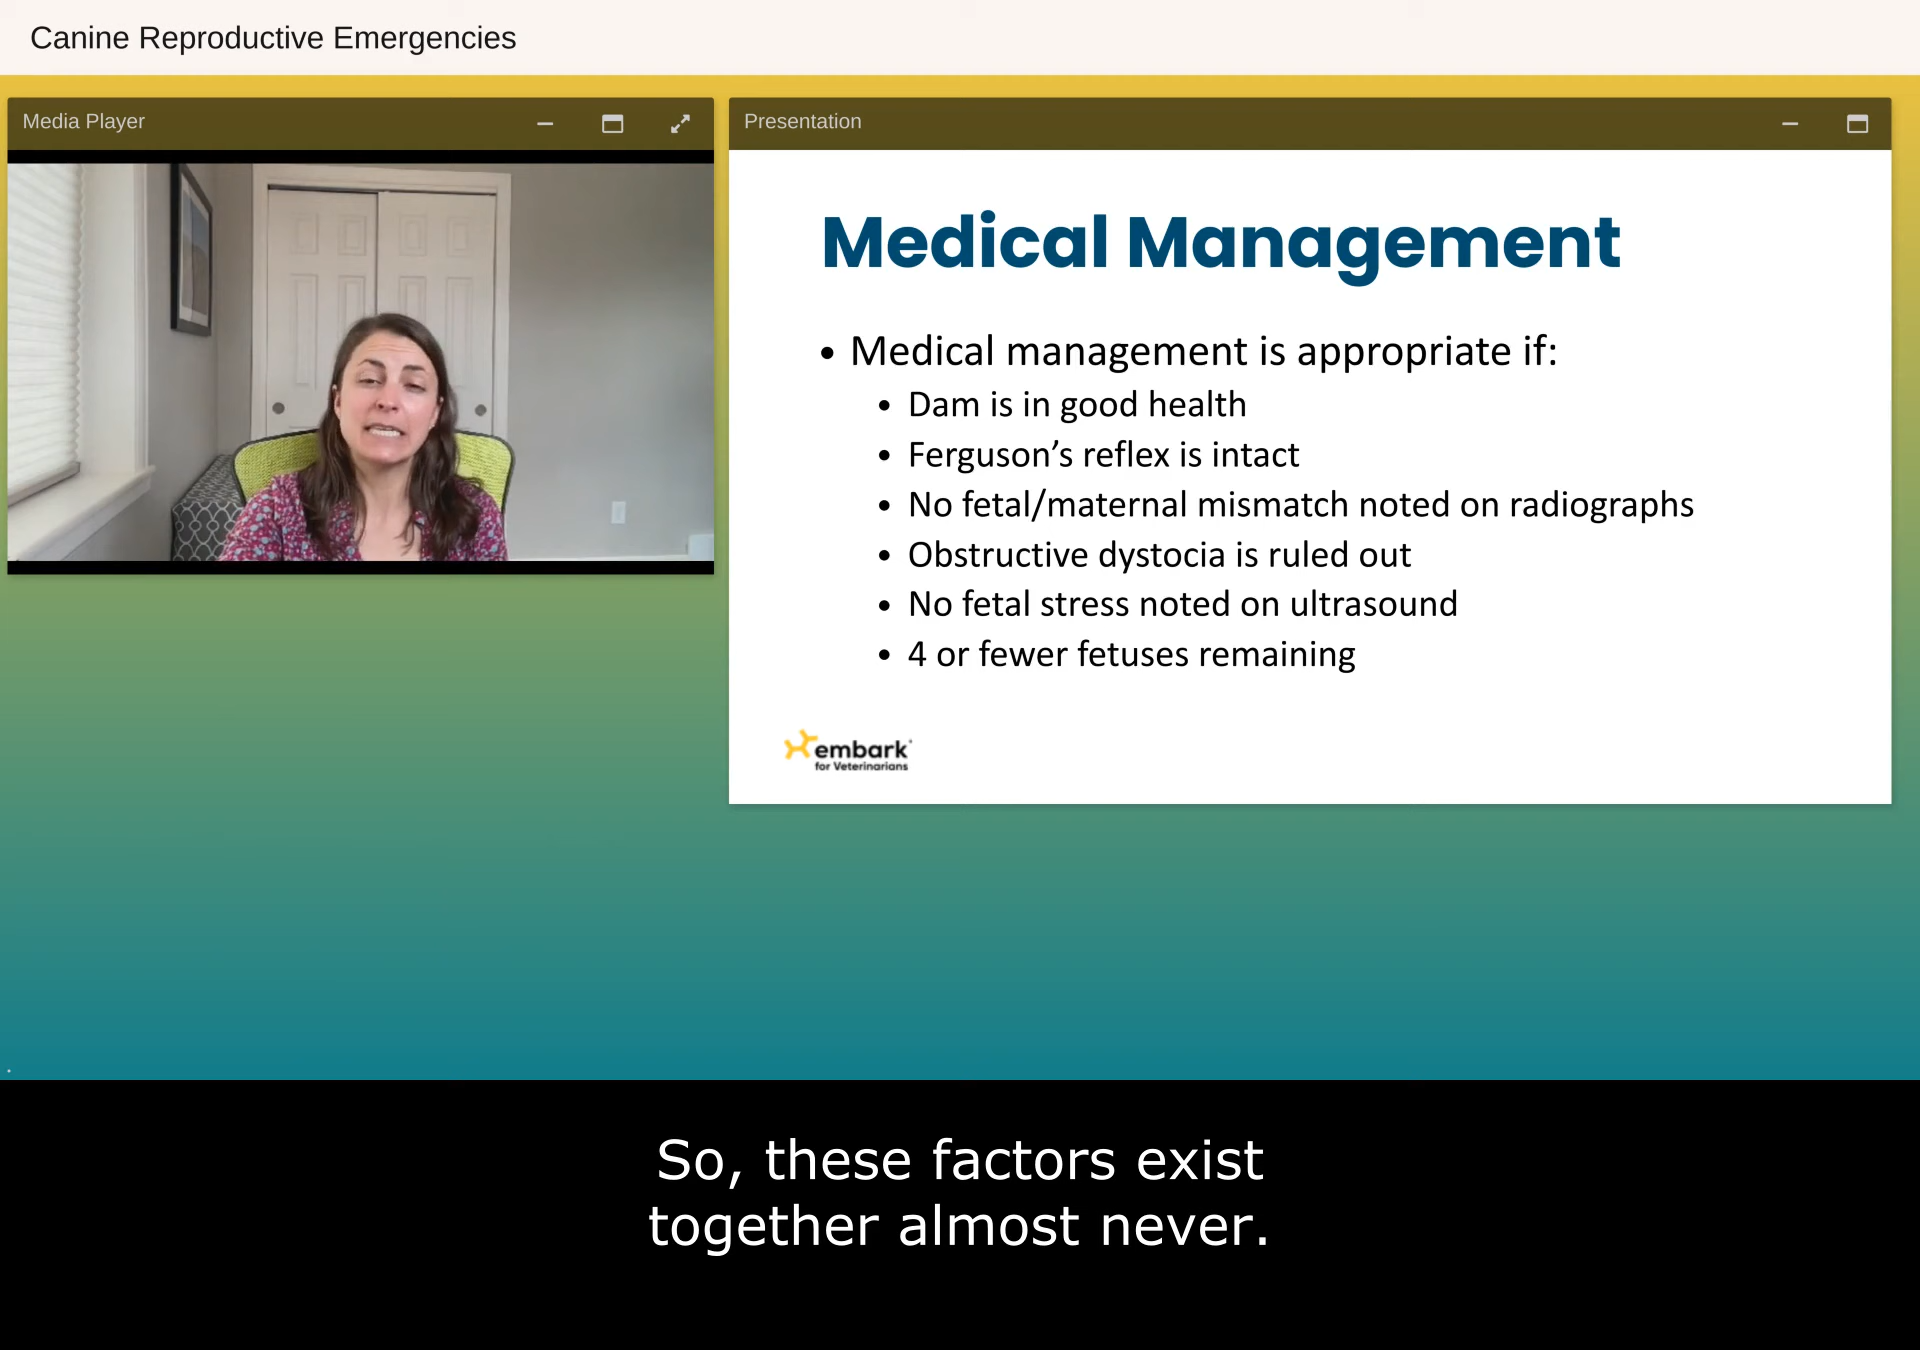 Canine Reproductive Emergencies
Media Player
Presentation
Medical Management
• Medical management is appropriate if:
• Dam is in good health
• Ferguson’s reflex is intact
• No fetal/maternal mismatch noted on radiographs
• Obstructive dystocia is ruled out
• No fetal stress noted on ultrasound
• 4 or fewer fetuses remaining
embark
for Veterinarians
So, these factors exist
together almost never.